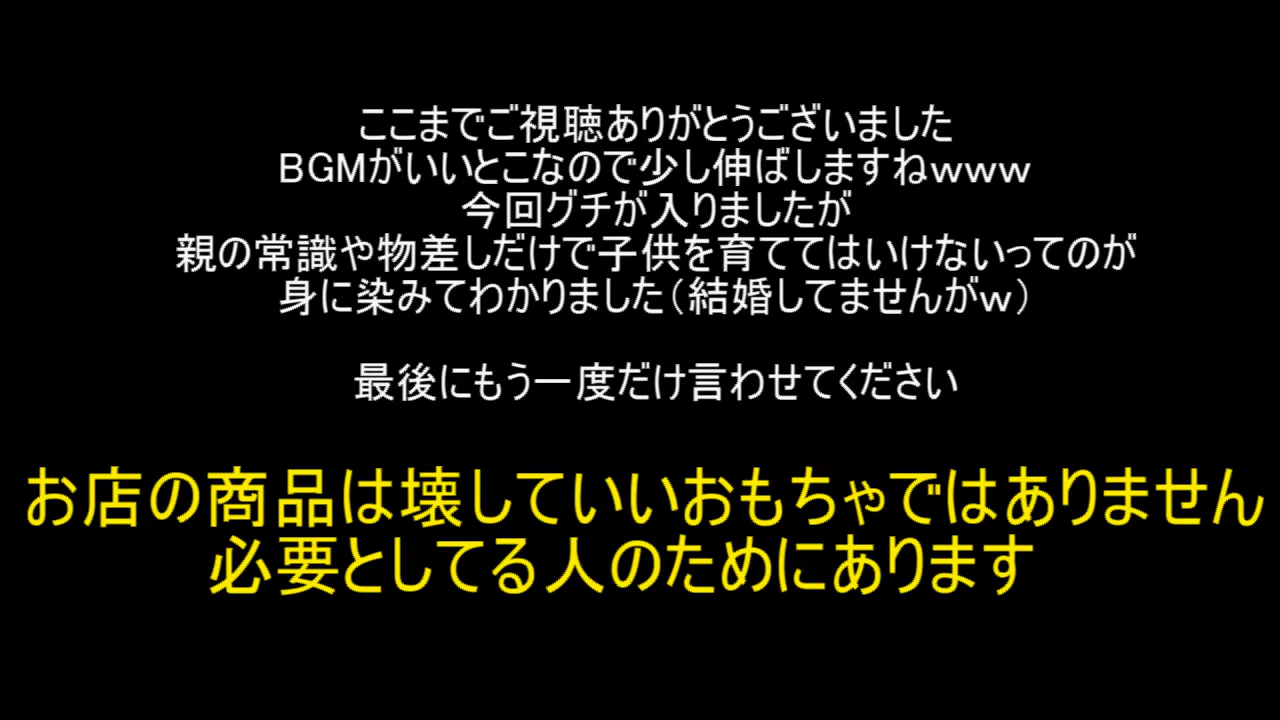 ここまでご視聴ありがとうございました
BGMがいいとこなので少し伸ばしますねｗｗｗ
今回グチが入りましたが
親の常識や物差しだけで子供を育ててはいけないってのが
身に染みてわかりました（結婚してませんがｗ）
最後にもう一度だけ言わせてください
お店の商品は壊していいおもちゃではありません
必要としてる人のためにあります